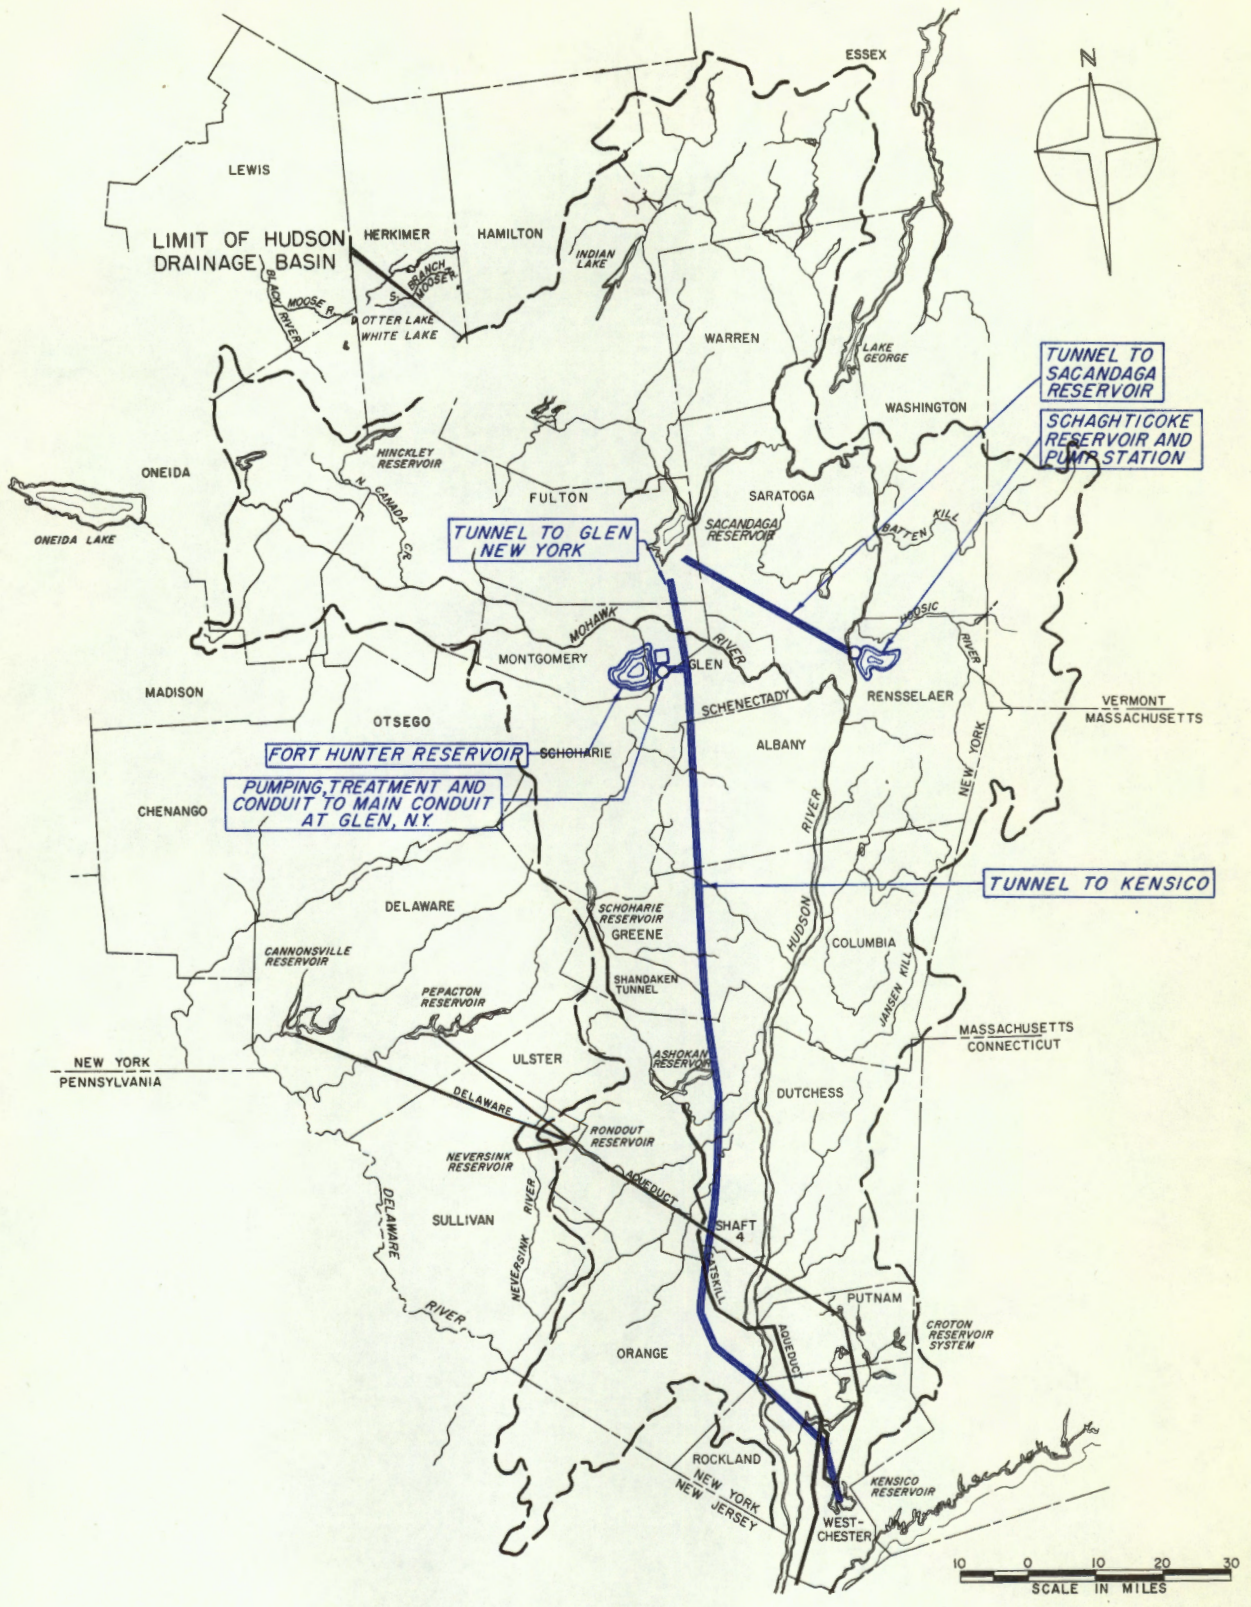 ESSEX
N
LEWIS
LIMIT OF HUDSON
DRAINAGE BASIN
HERKIMER
HAMILTON
INDIAN
LAKE
BLACK RIVER
MOOSE R.
S. BRANCH
MOOSE R.
OTTER LAKE
WHITE LAKE
WARREN
LAKE
GEORGE
TUNNEL TO
SACANDAGA
RESERVOIR
WASHINGTON
SCHAGHTICOKE
RESERVOIR AND
PUMP STATION
HINCKLEY
RESERVOIR
ONEIDA
N. CANADA CR.
FULTON
SARATOGA
ONEIDA LAKE
SACANDAGA
RESERVOIR
BATTEN KILL
TUNNEL TO GLEN
NEW YORK
HOOSIC
RIVER
MOHAWK
RIVER
MONTGOMERY
GLEN
MADISON
RENSSELAER
OTSEGO
SCHENECTADY
VERMONT
MASSACHUSETTS
NEW YORK
FORT HUNTER RESERVOIR
SCHOHARIE
ALBANY
PUMPING, TREATMENT AND
CONDUIT TO MAIN CONDUIT
AT GLEN, N.Y.
CHENANGO
HUDSON
RIVER
TUNNEL TO KENSICO
DELAWARE
SCHOHARIE
RESERVOIR
GREENE
COLUMBIA
CANNONSVILLE
RESERVOIR
PEPACTON
RESERVOIR
SHANDAKEN
TUNNEL
JANSEN KILL
MASSACHUSETTS
CONNECTICUT
NEW YORK
PENNSYLVANIA
ULSTER
ASHOKAN
RESERVOIR
DELAWARE
DUTCHESS
RONDOUT
RESERVOIR
NEVERSINK
RESERVOIR
AQUEDUCT
DELAWARE
RIVER
SULLIVAN
NEVERSINK
RIVER
SHAFT
4
CATSKILL
AQUEDUCT
PUTNAM
CROTON
RESERVOIR
SYSTEM
ORANGE
ROCKLAND
NEW YORK
NEW JERSEY
KENSICO
RESERVOIR
WEST-
CHESTER
10 0 10 20 30
SCALE IN MILES